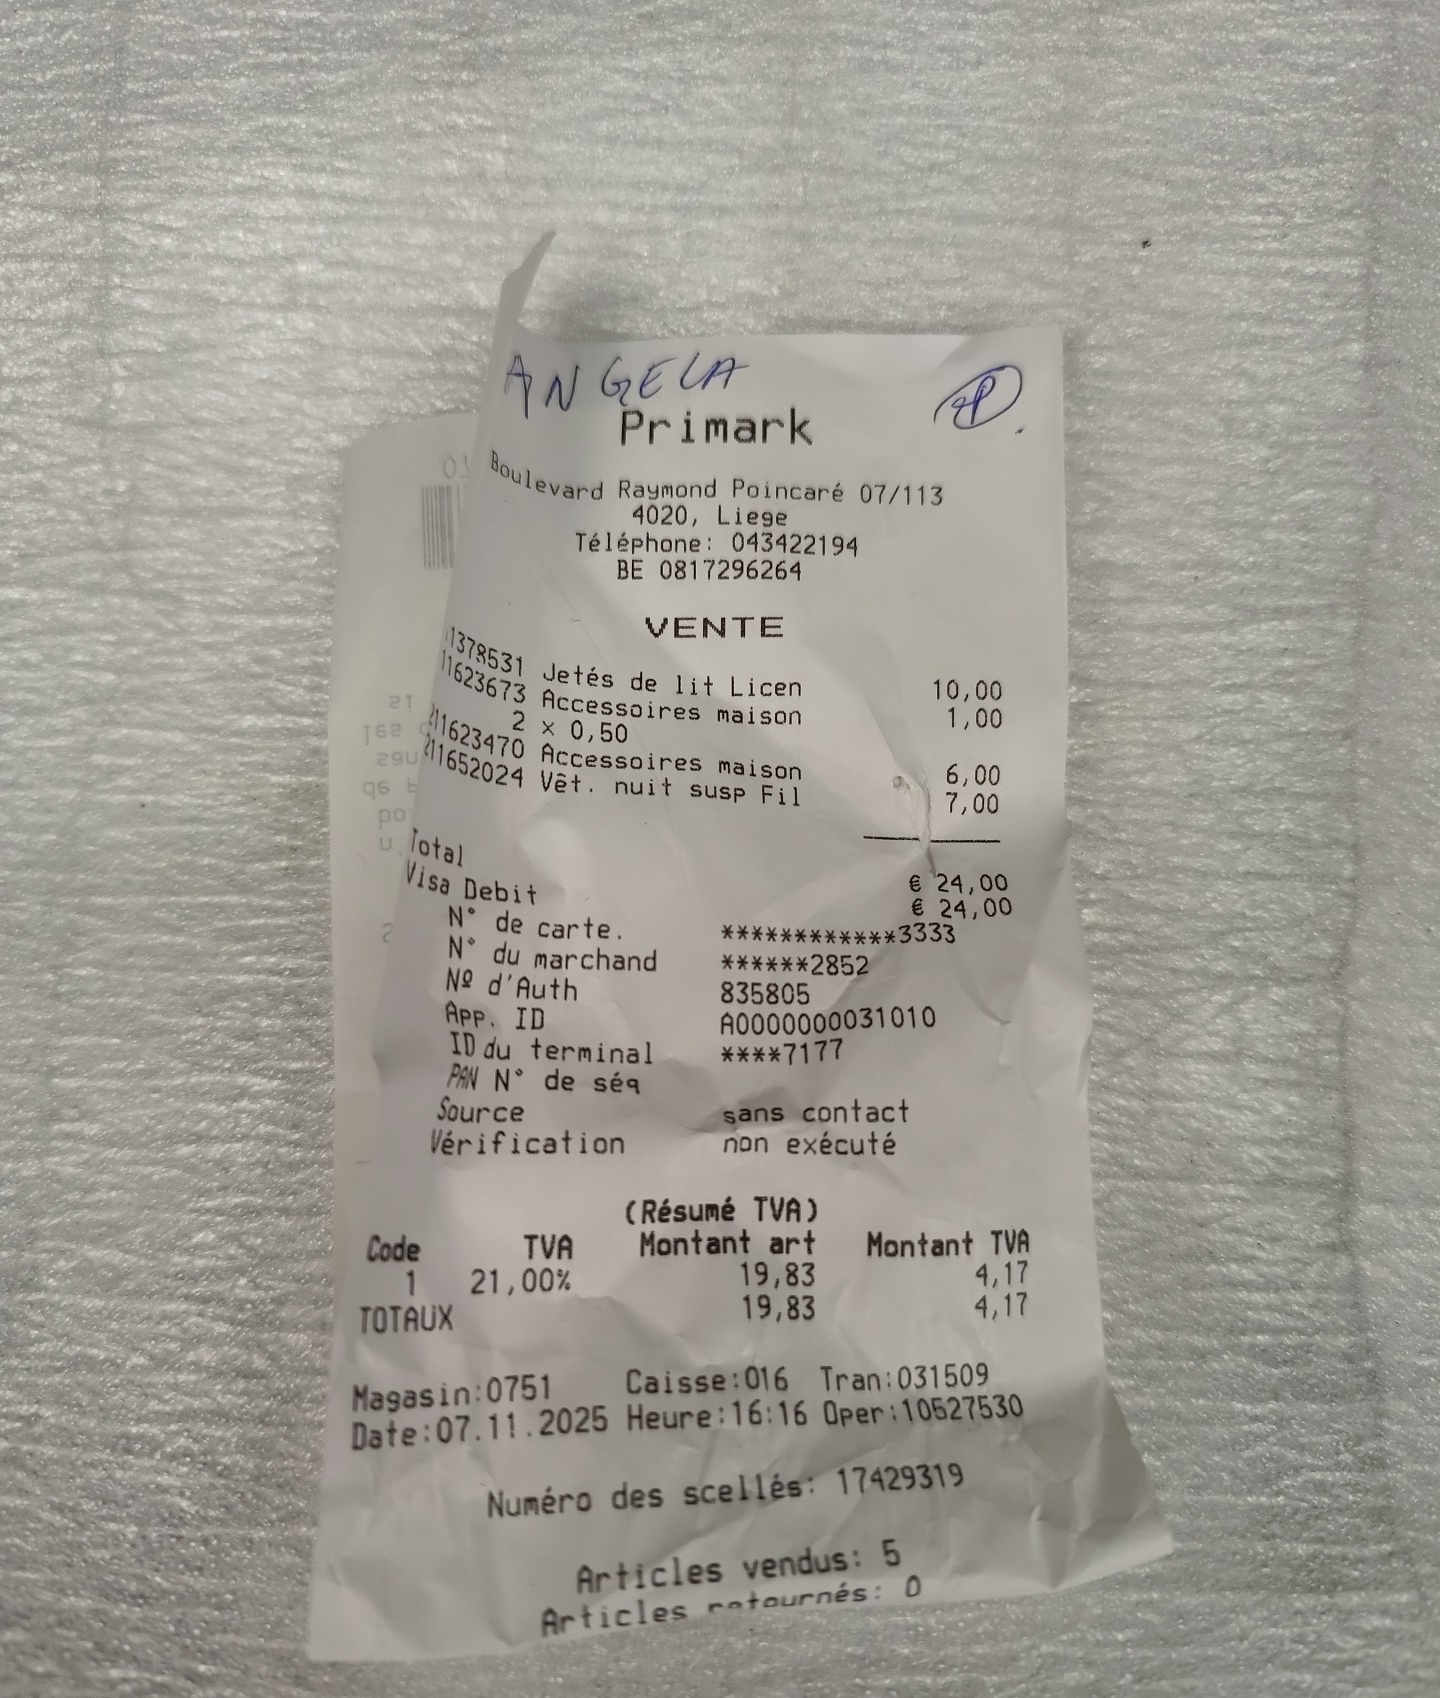 ANGELA
Primark
Boulevard Raymond Poincaré 07/113
4020, Liege
Téléphone: 043422194
BE 0817296264
VENTE
11378531 Jetés de lit Licen 10,00
11623673 Accessoires maison 1,00
2 x 0,50
211623470 Accessoires maison 6,00
211652024 Vêt. nuit susp Fil 7,00
Total € 24,00
Visa Debit € 24,00
N° de carte. ************3333
N° du marchand ******2852
Nº d'Auth 835805
App. ID A0000000031010
ID du terminal ****7177
PAN N° de séq
Source sans contact
Vérification non exécuté
(Résumé TVA)
Code TVA Montant art Montant TVA
1 21,00% 19,83 4,17
TOTAUX 19,83 4,17
Magasin:0751 Caisse:016 Tran:031509
Date:07.11.2025 Heure:16:16 Oper:10527530
Numéro des scellés: 17429319
Articles vendus: 5
Articles retournés: 0